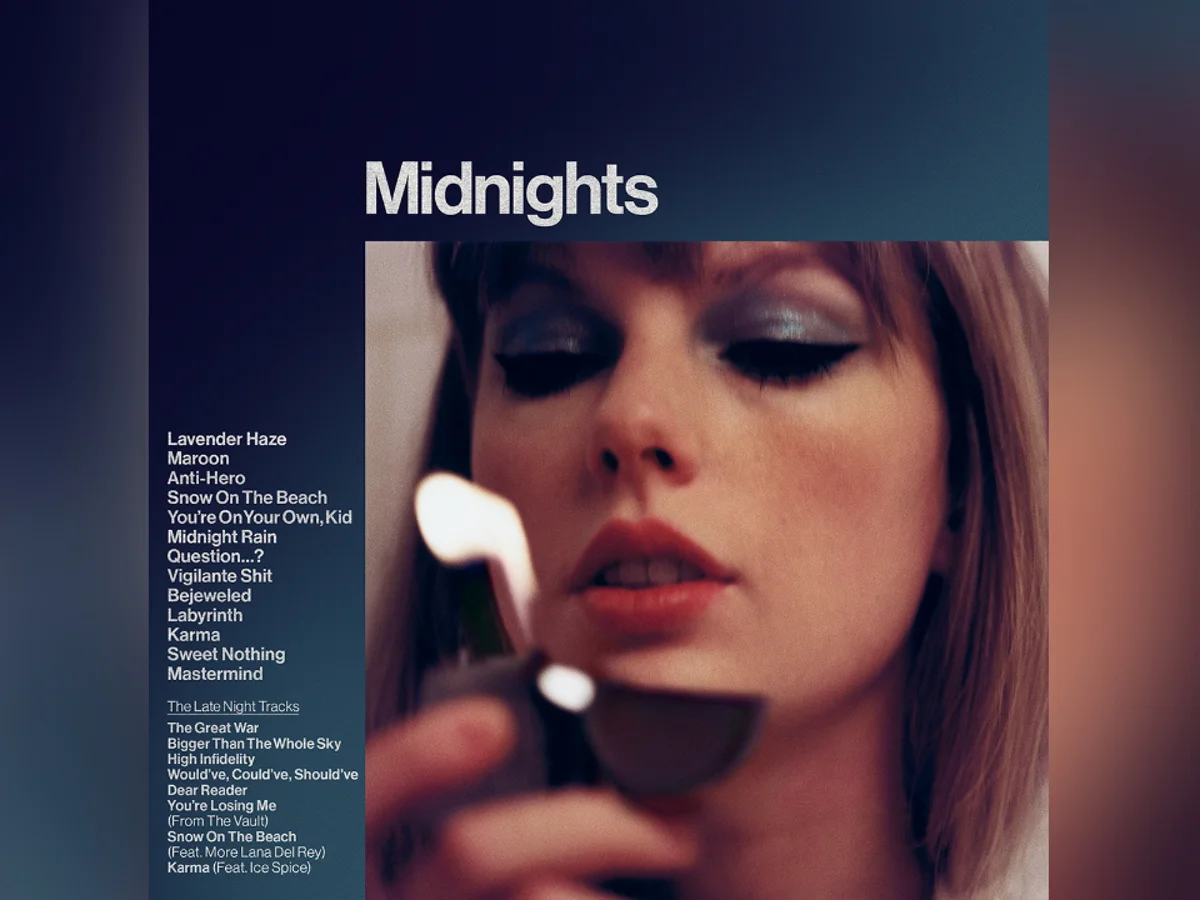 Midnights
Lavender Haze
Maroon
Anti-Hero
Snow On The Beach
You're On Your Own, Kid
Midnight Rain
Question...?
Vigilante Shit
Bejeweled
Labyrinth
Karma
Sweet Nothing
Mastermind
The Late Night Tracks
The Great War
Bigger Than The Whole Sky
High Infidelity
Would've, Could've, Should've
Dear Reader
You're Losing Me
(From The Vault)
Snow On The Beach
(Feat. More Lana Del Rey)
Karma (Feat. Ice Spice)